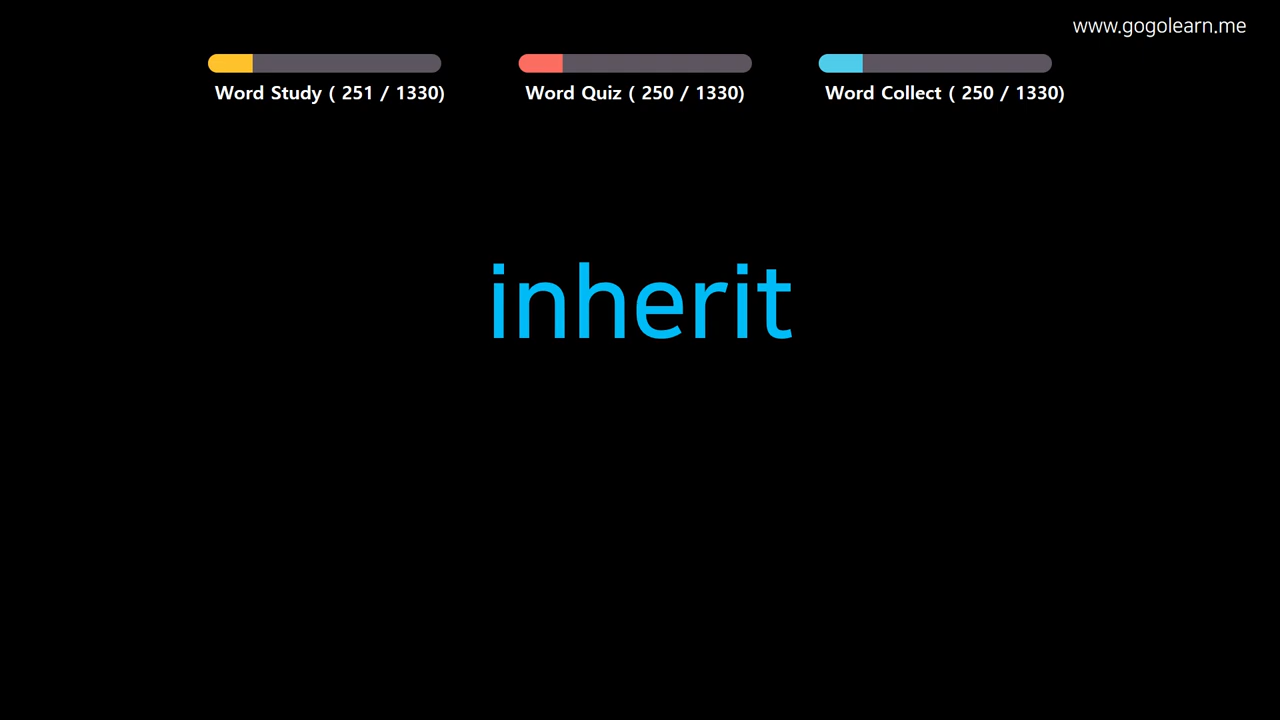 www.gogolearn.me
Word Study ( 251 / 1330)
Word Quiz ( 250 / 1330)
Word Collect ( 250 / 1330)
inherit